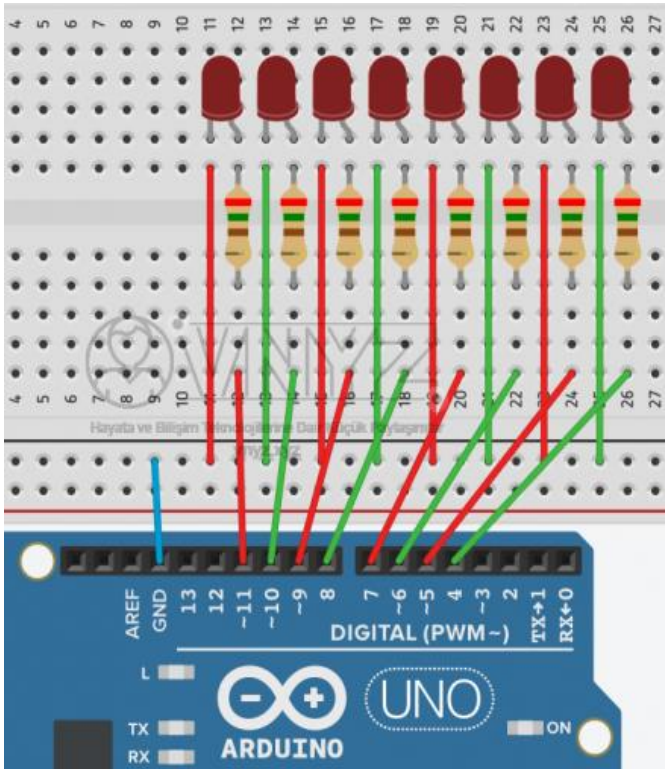 4 5 6 7 8 9 10 11 12 13 14 15 16 17 18 19 20 21 22 23 24 25 26 27
VINYZZ
4 5 6 7 8 9 10 11 12 13 14 15 16 17 18 19 20 21 22 23 24 25 26 27
Hayata ve Bilişim Teknolojilerine Dair Küçük Paylaşımlar
AREF GND 13 12 ~11 ~10 ~9 8 7 ~6 ~5 4 ~3 2 TX→1 RX←0
DIGITAL (PWM~)
L
TX
RX
ARDUINO
UNO
ON